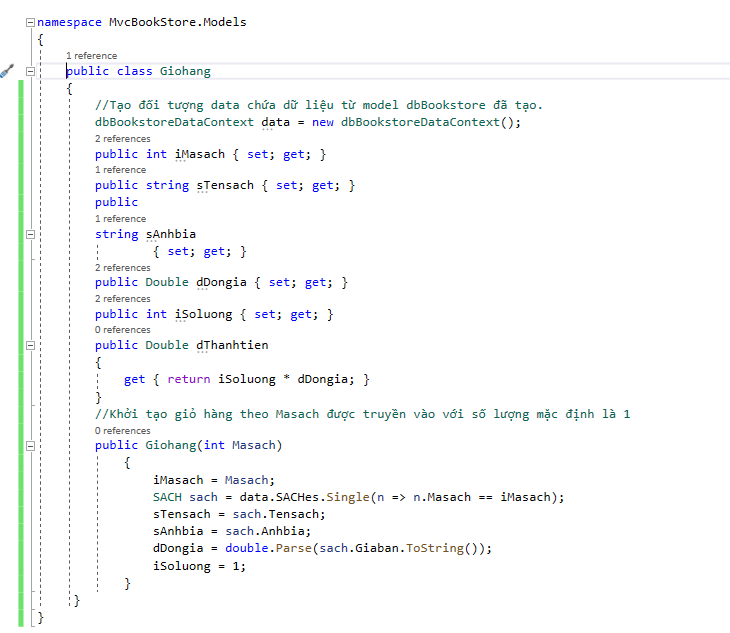 namespace MvcBookStore.Models
{
1 reference
public class Giohang
{
//Tạo đối tượng data chứa dữ liệu từ model dbBookstore đã tạo.
dbBookstoreDataContext data = new dbBookstoreDataContext();
2 references
public int iMasach { set; get; }
1 reference
public string sTensach { set; get; }
public
1 reference
string sAnhbia
{ set; get; }
2 references
public Double dDongia { set; get; }
2 references
public int iSoluong { set; get; }
0 references
public Double dThanhtien
{
get { return iSoluong * dDongia; }
}
//Khởi tạo giỏ hàng theo Masach được truyền vào với số lượng mặc định là 1
0 references
public Giohang(int Masach)
{
iMasach = Masach;
SACH sach = data.SACHes.Single(n => n.Masach == iMasach);
sTensach = sach.Tensach;
sAnhbia = sach.Anhbia;
dDongia = double.Parse(sach.Giaban.ToString());
iSoluong = 1;
}
}
}